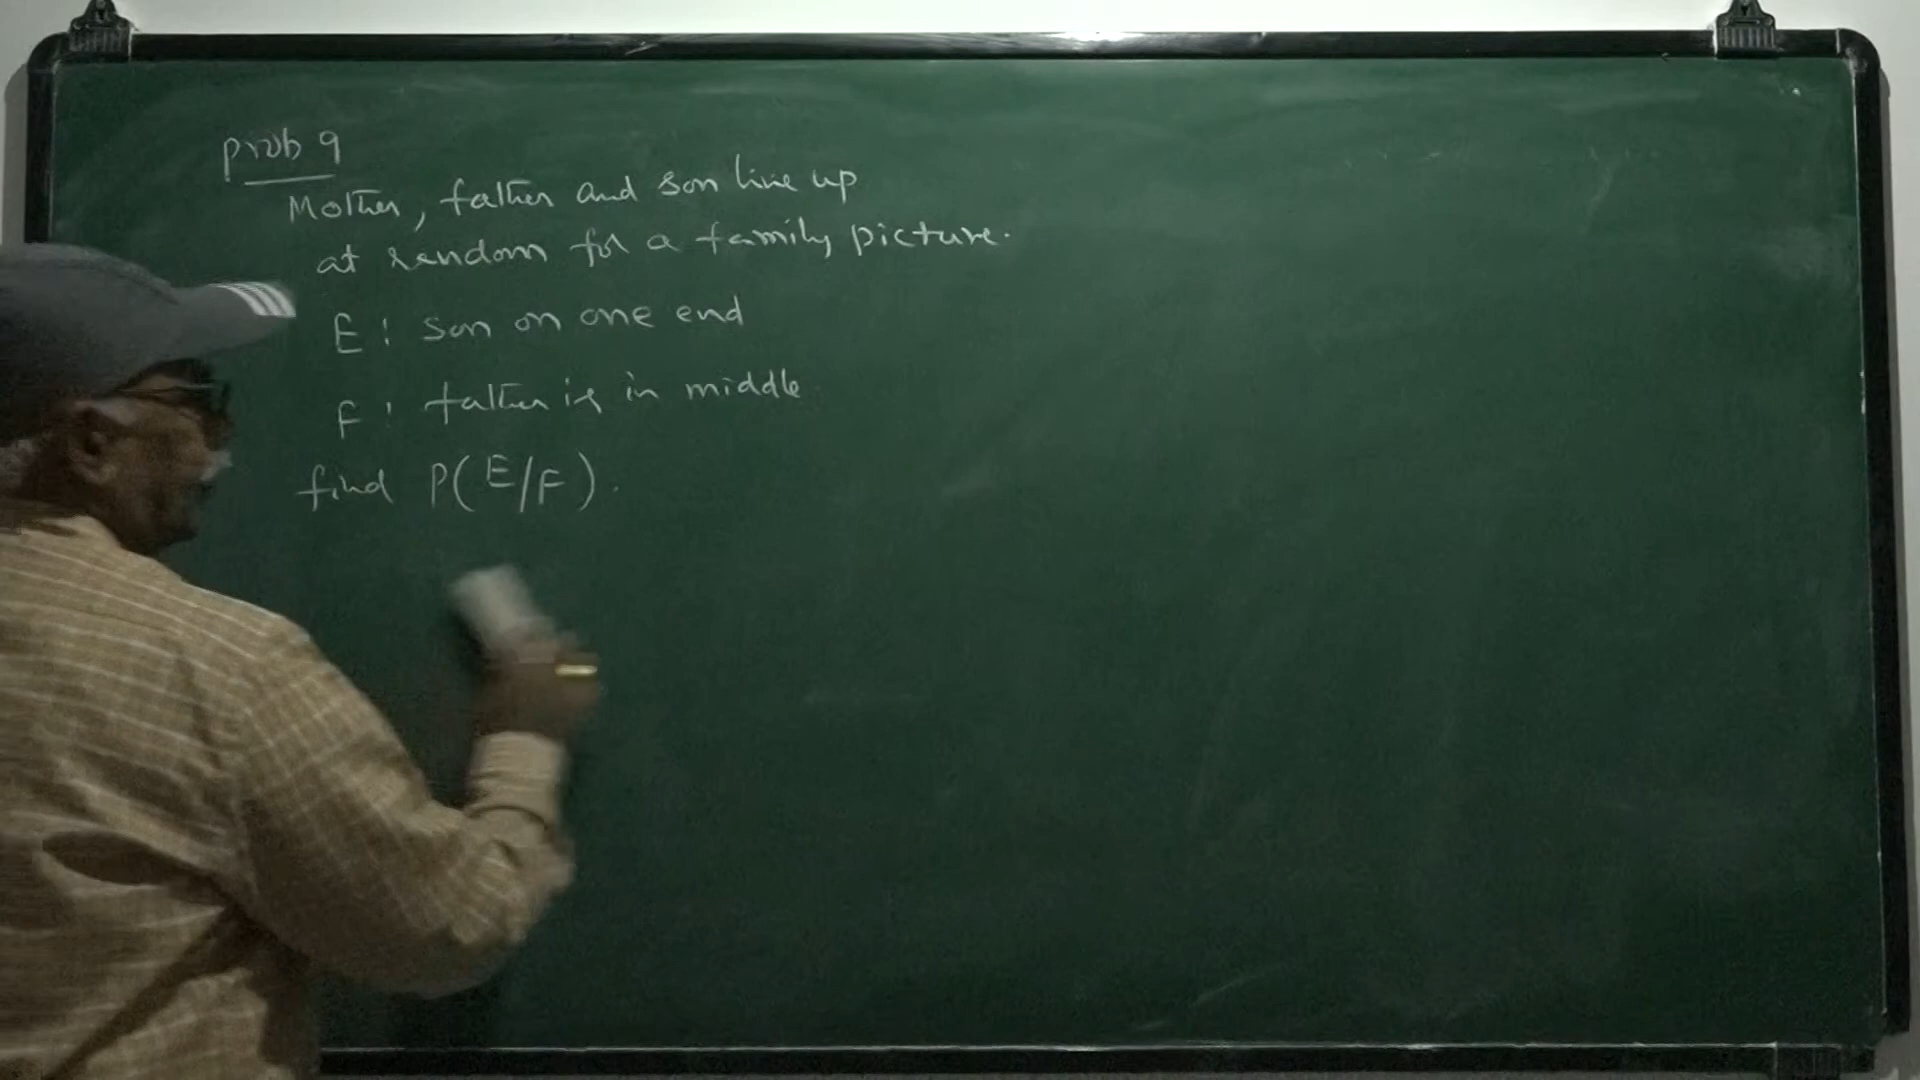 Prob 9
Mother, father and son line up
at random for a family picture.
E : son on one end
F : father is in middle
find P(E/F).